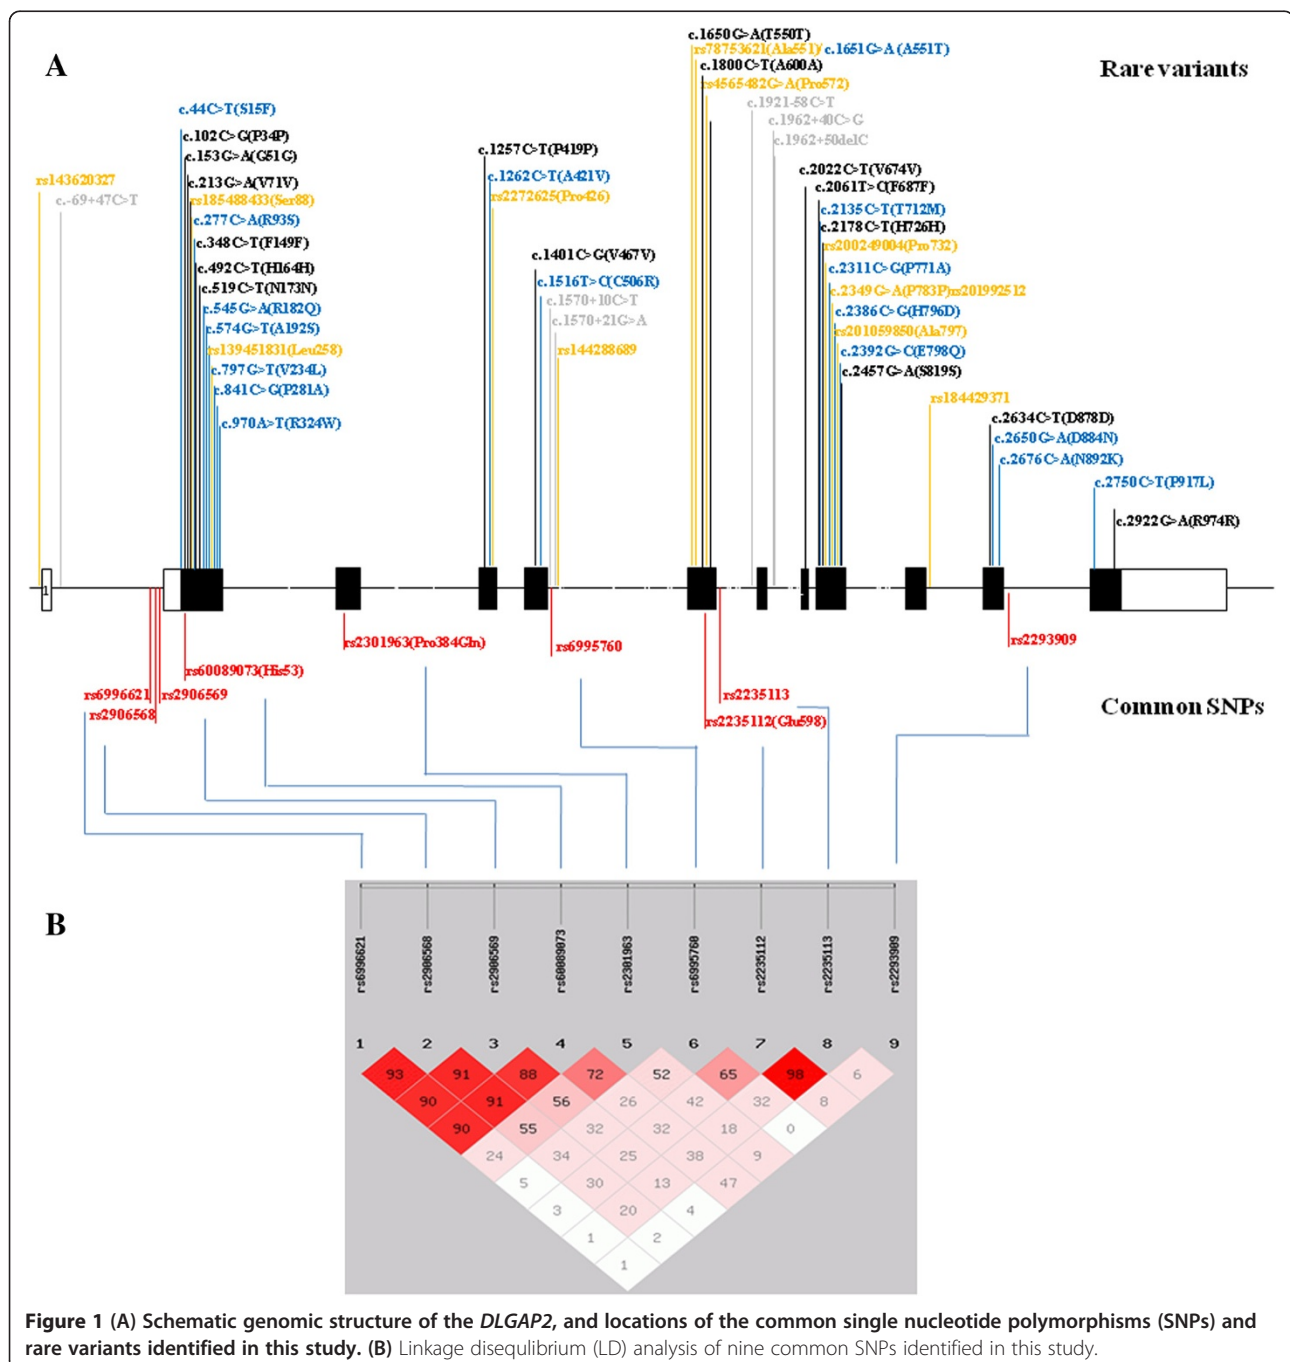 A
Rare variants
c.1650G>A(T550T)
rs78753621(Ala551)/ c.1651G>A (A551T)
c.1800C>T(A600A)
rs4565482G>A(Pro572)
c.1921-58C>T
c.1962+40C>G
c.1962+50delC
c.44C>T(S15F)
c.102C>G(P34P)
c.153G>A(G51G)
c.213G>A(V71V)
rs185488433(Ser88)
c.277C>A(R93S)
c.348C>T(F149F)
c.492C>T(H164H)
c.519C>T(N173N)
c.545G>A(R182Q)
c.574G>T(A192S)
rs139451831(Leu258)
c.797G>T(V234L)
c.841C>G(P281A)
c.970A>T(R324W)
rs143620327
c.-69+47C>T
c.1257C>T(P419P)
c.1262C>T(A421V)
rs2272625(Pro426)
c.1401C>G(V467V)
c.1516T>C(C506R)
c.1570+10C>T
c.1570+21G>A
rs144288689
c.2022C>T(V674V)
c.2061T>C(F687F)
c.2135C>T(T712M)
c.2178C>T(H726H)
rs200249004(Pro732)
c.2311C>G(P771A)
c.2349G>A(P783P)rs201992512
c.2386C>G(H796D)
rs201059850(Ala797)
c.2392G>C(E798Q)
c.2457G>A(S819S)
rs184429371
c.2634C>T(D878D)
c.2650G>A(D884N)
c.2676C>A(N892K)
c.2750C>T(P917L)
c.2922G>A(R974R)
1
rs2301963(Pro384Gln)
rs6995760
rs2293909
rs60089073(His53)
rs6996621
rs2906569
rs2906568
rs2235113
rs2235112(Glu598)
Common SNPs
B
rs6996621
rs2906568
rs2906569
rs60089073
rs2301963
rs6995760
rs2235112
rs2235113
rs2293909
1 2 3 4 5 6 7 8 9
93 91 88 72 52 65 98 6
90 91 56 26 42 32 8
90 55 32 32 18 0
24 34 25 38 9
5 30 13 47
3 20 4
1 2
1
Figure 1 (A) Schematic genomic structure of the DLGAP2, and locations of the common single nucleotide polymorphisms (SNPs) and
rare variants identified in this study. (B) Linkage disequlibrium (LD) analysis of nine common SNPs identified in this study.